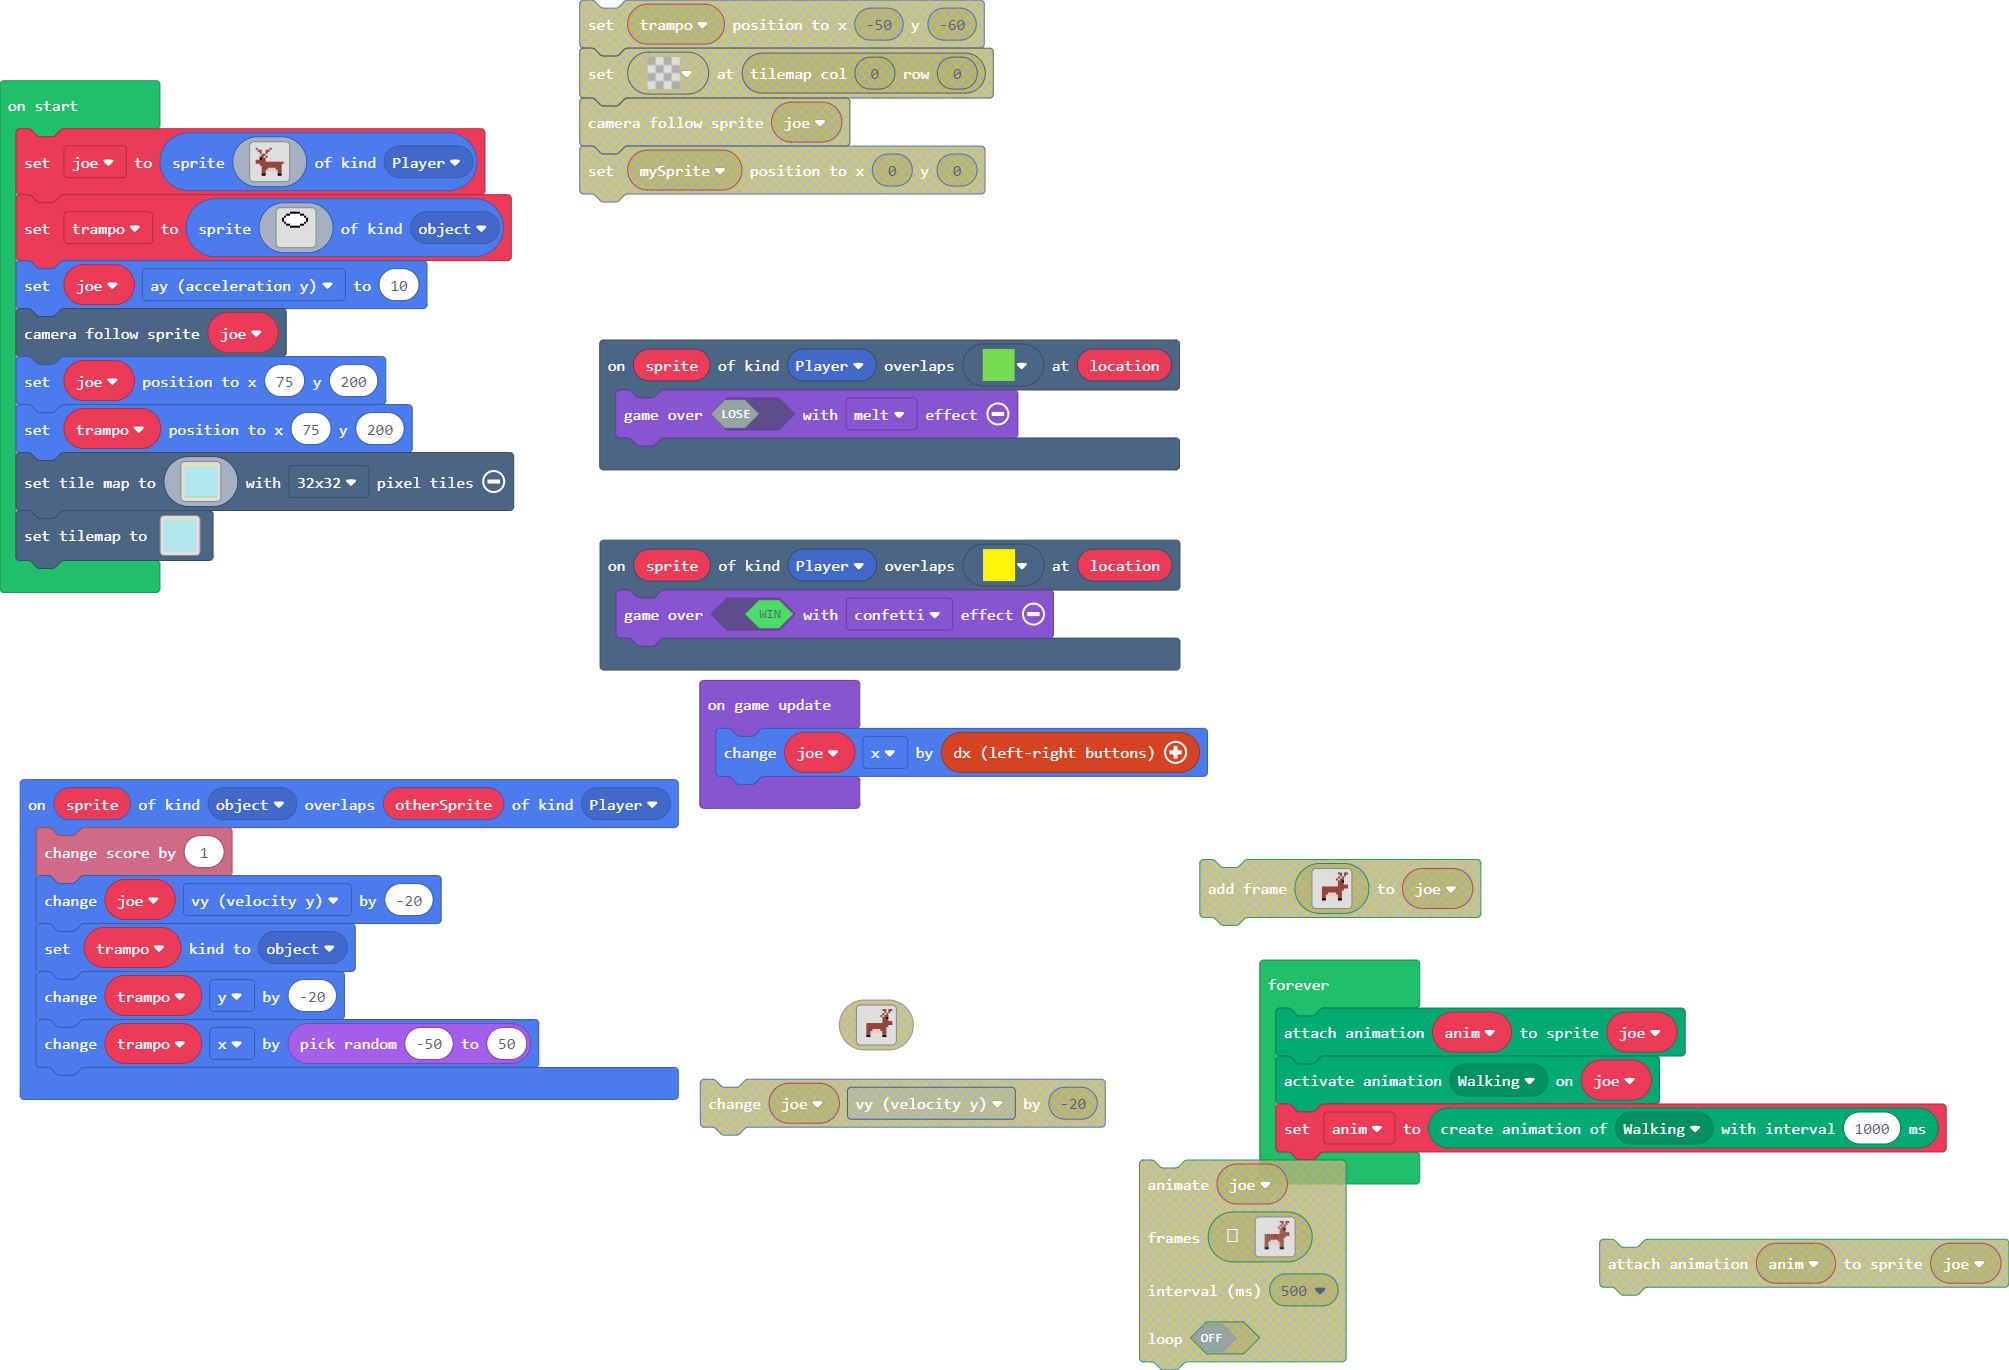 set trampo position to x -50 y -60
set at tilemap col 0 row 0
camera follow sprite joe
set mySprite position to x 0 y 0
on start
set joe to sprite of kind Player
set trampo to sprite of kind object
set joe ay (acceleration y) to 10
camera follow sprite joe
set joe position to x 75 y 200
set trampo position to x 75 y 200
set tile map to with 32x32 pixel tiles
set tilemap to
on sprite of kind Player overlaps at location
game over LOSE with melt effect
on sprite of kind Player overlaps at location
game over WIN with confetti effect
on game update
change joe x by dx (left-right buttons)
on sprite of kind object overlaps otherSprite of kind Player
change score by 1
change joe vy (velocity y) by -20
set trampo kind to object
change trampo y by -20
change trampo x by pick random -50 to 50
add frame to joe
forever
attach animation anim to sprite joe
activate animation Walking on joe
set anim to create animation of Walking with interval 1000 ms
change joe vy (velocity y) by -20
animate joe
frames
interval (ms) 500
loop OFF
attach animation anim to sprite joe